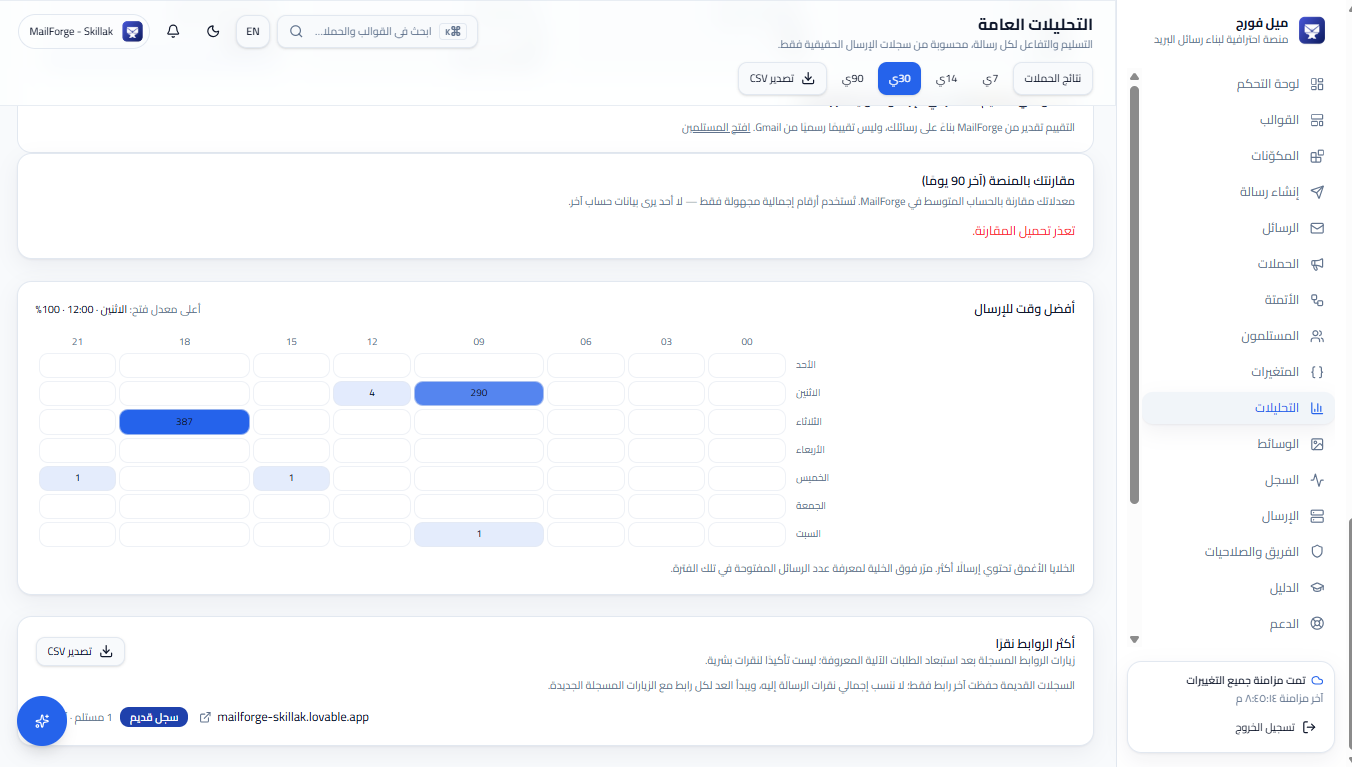 ميل فورج
منصة احترافية لبناء رسائل البريد
لوحة التحكم
القوالب
المكوّنات
إنشاء رسالة
الرسائل
الحملات
الأتمتة
المستلمون
المتغيرات
التحليلات
الوسائط
السجل
الإرسال
الفريق والصلاحيات
الدليل
الدعم
تمت مزامنة جميع التغييرات
آخر مزامنة ٨:٤٥:١٤ م
تسجيل الخروج
التحليلات العامة
التسليم والتفاعل لكل رسالة، محسوبة من سجلات الإرسال الحقيقية فقط.
ابحث في القوالب والحملا... ⌘K
EN
MailForge - Skillak
نتائج الحملات 7ي 14ي 30ي 90ي تصدير CSV
التقييم تقدير من MailForge بناءً على رسائلك، وليس تقييمًا رسميًا من Gmail. افتح المستلمين
مقارنتك بالمنصة (آخر 90 يومًا)
معدلاتك مقارنة بالحساب المتوسط في MailForge. تُستخدم أرقام إجمالية مجهولة فقط — لا أحد يرى بيانات حساب آخر.
تعذر تحميل المقارنة.
أفضل وقت للإرسال
أعلى معدل فتح: الاثنين · 12:00 · 100%
00 03 06 09 12 15 18 21
الأحد
الاثنين 290 4
الثلاثاء 387
الأربعاء
الخميس 1 1
الجمعة
السبت 1
الخلايا الأغمق تحتوي إرسالًا أكثر. مرّر فوق الخلية لمعرفة عدد الرسائل المفتوحة في تلك الفترة.
أكثر الروابط نقرًا
تصدير CSV
زيارات الروابط المسجلة بعد استبعاد الطلبات الآلية المعروفة؛ ليست تأكيدًا لنقرات بشرية.
السجلات القديمة حفظت آخر رابط فقط؛ لا ننسب إجمالي نقرات الرسالة إليه، ويبدأ العد لكل رابط مع الزيارات المسجلة الجديدة.
mailforge-skillak.lovable.app سجل قديم 1 مستلم ·